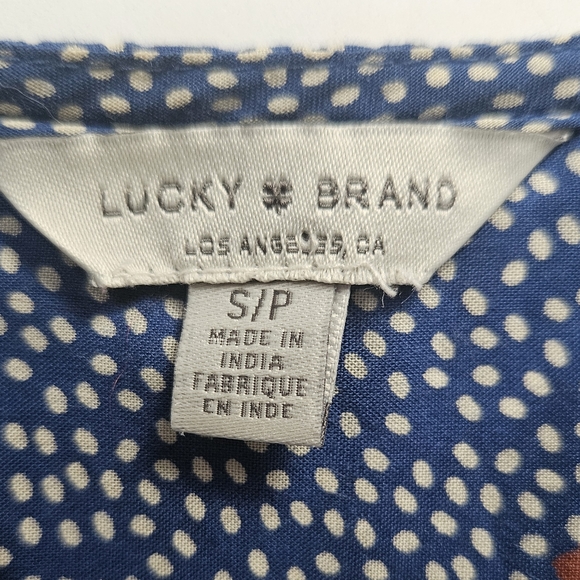 LUCKY BRAND
LOS ANGELES, CA
S/P
MADE IN
INDIA
FABRIQUE
EN INDE